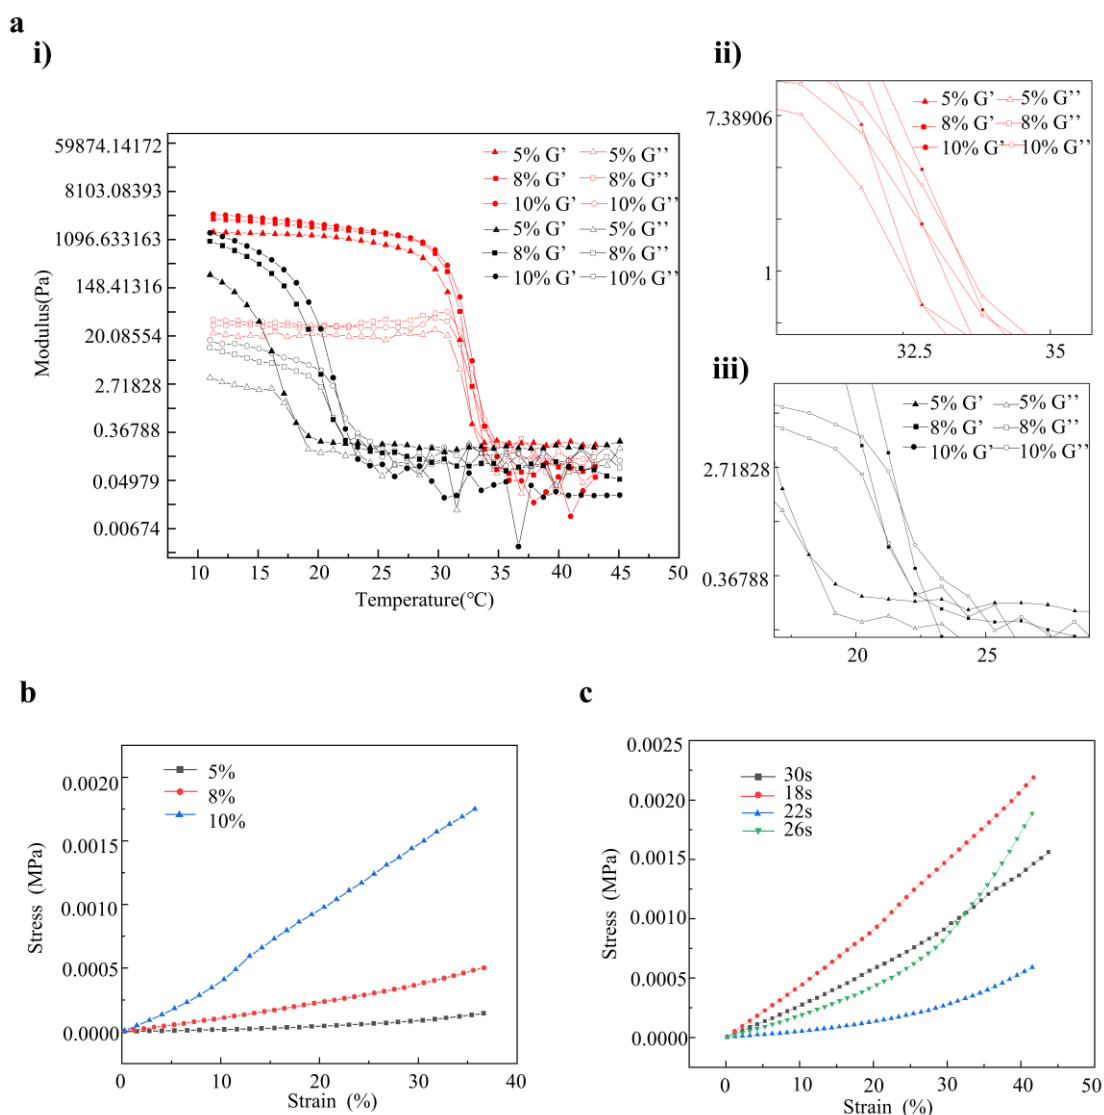 a
i)
59874.14172
8103.08393
1096.633163
148.41316
20.08554
2.71828
0.36788
0.04979
0.00674
Modulus(Pa)
5% G’ 5% G’’
8% G’ 8% G’’
10% G’ 10% G’’
5% G’ 5% G’’
8% G’ 8% G’’
10% G’ 10% G’’
10 15 20 25 30 35 40 45 50
Temperature(℃)
ii)
7.38906
1
5% G’ 5% G’’
8% G’ 8% G’’
10% G’ 10% G’’
32.5 35
iii)
2.71828
0.36788
5% G’ 5% G’’
8% G’ 8% G’’
10% G’ 10% G’’
20 25
b
0.0020
0.0015
0.0010
0.0005
0.0000
Stress (MPa)
5%
8%
10%
0 10 20 30 40
Strain (%)
c
0.0025
0.0020
0.0015
0.0010
0.0005
0.0000
Stress (MPa)
30s
18s
22s
26s
0 10 20 30 40 50
Strain (%)